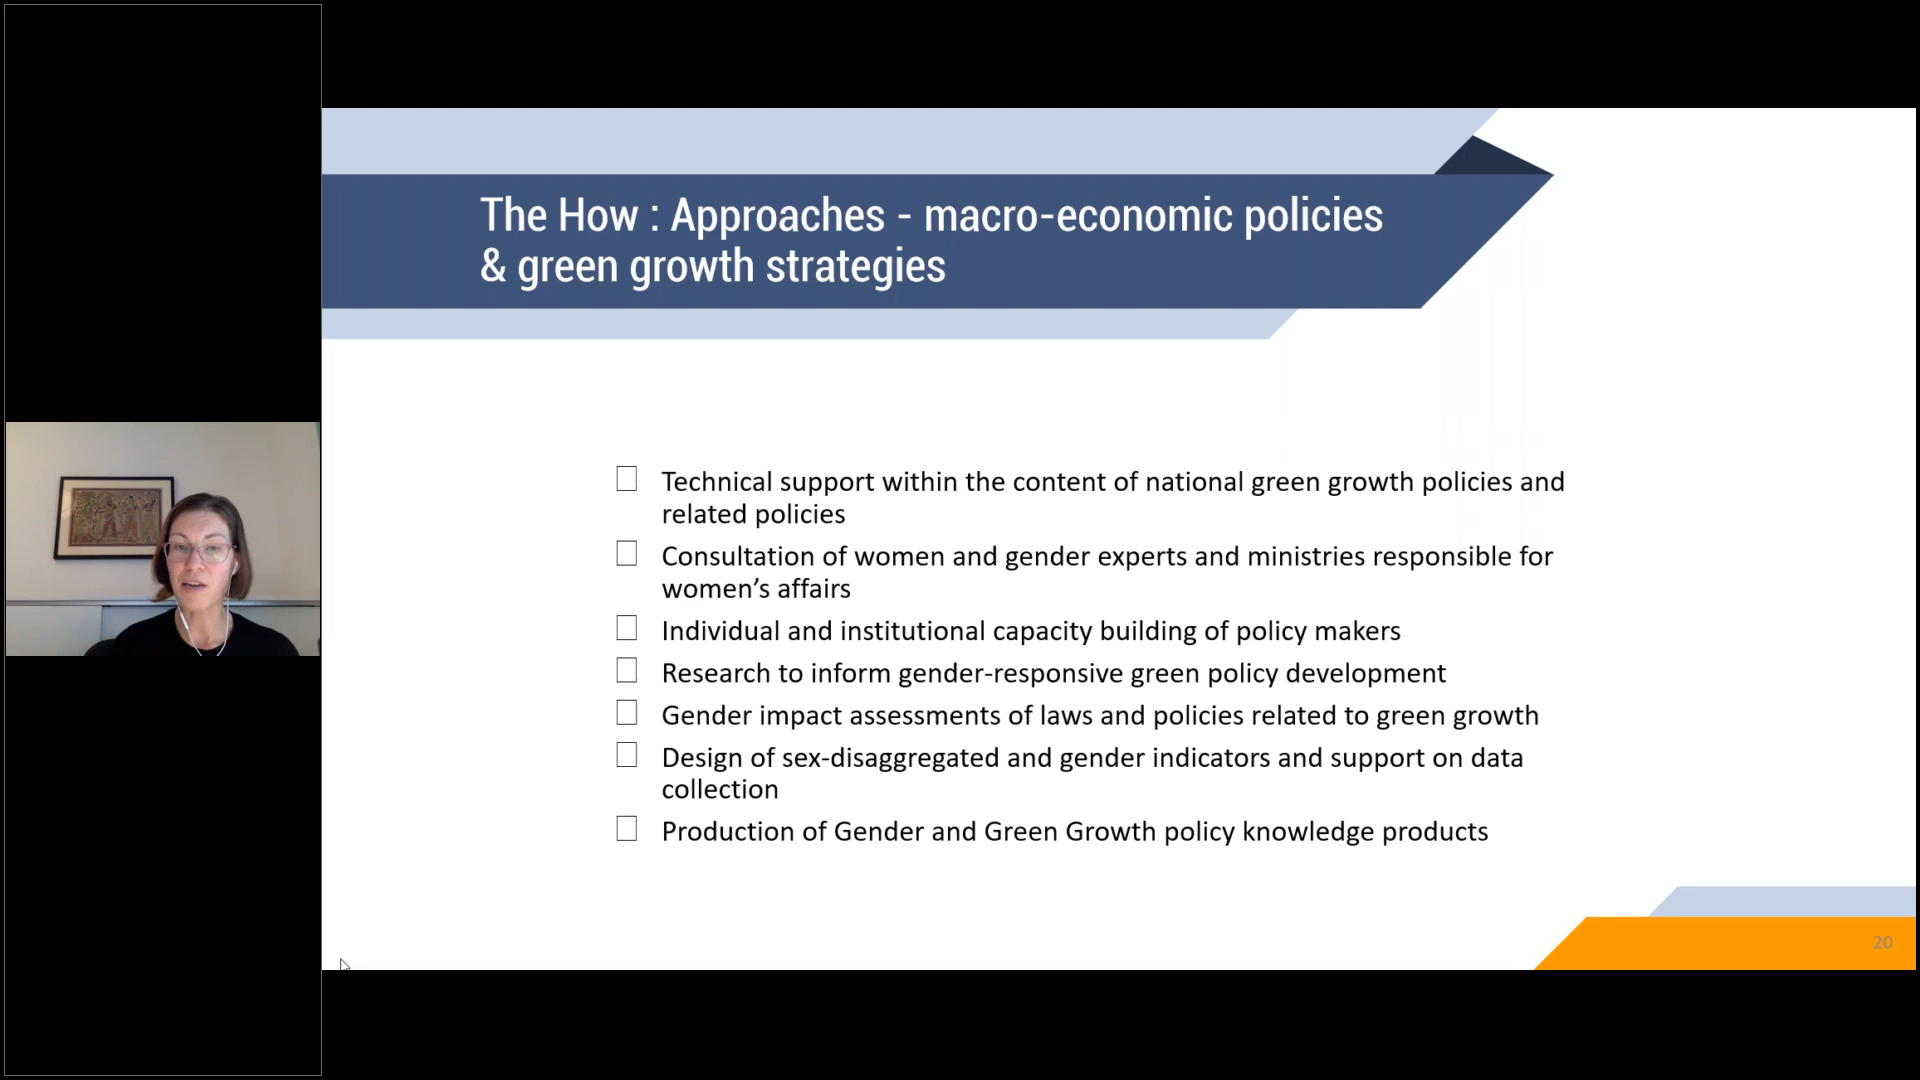 The How : Approaches - macro-economic policies
& green growth strategies
Technical support within the content of national green growth policies and
related policies
Consultation of women and gender experts and ministries responsible for
women’s affairs
Individual and institutional capacity building of policy makers
Research to inform gender-responsive green policy development
Gender impact assessments of laws and policies related to green growth
Design of sex-disaggregated and gender indicators and support on data
collection
Production of Gender and Green Growth policy knowledge products
20